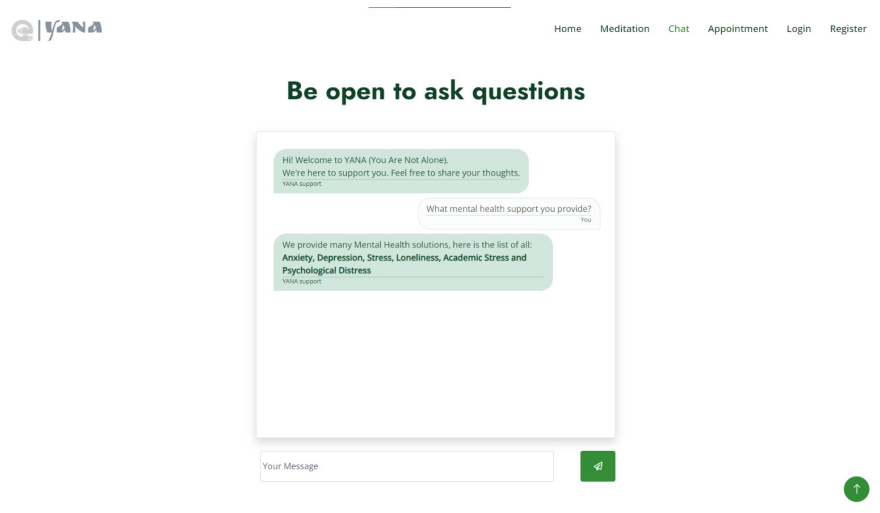 YANA
Home Meditation Chat Appointment Login Register
Be open to ask questions
Hi! Welcome to YANA (You Are Not Alone).
We're here to support you. Feel free to share your thoughts.
YANA support
What mental health support you provide?
You
We provide many Mental Health solutions, here is the list of all:
Anxiety, Depression, Stress, Loneliness, Academic Stress and
Psychological Distress
YANA support
Your Message